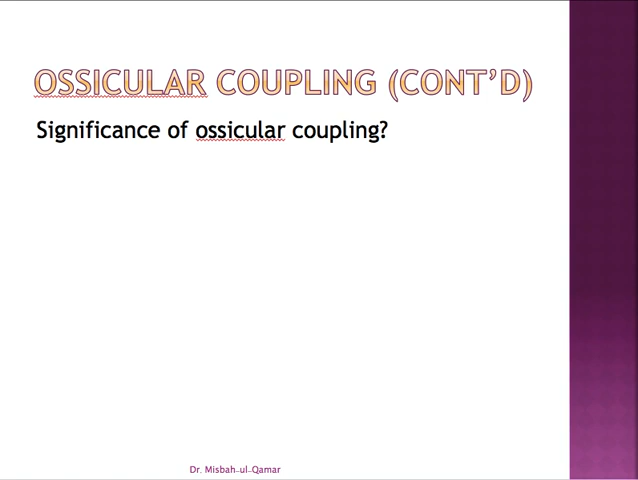 OSSICULAR COUPLING (CONT'D)
Significance of ossicular coupling?
Dr. Misbah-ul-Qamar